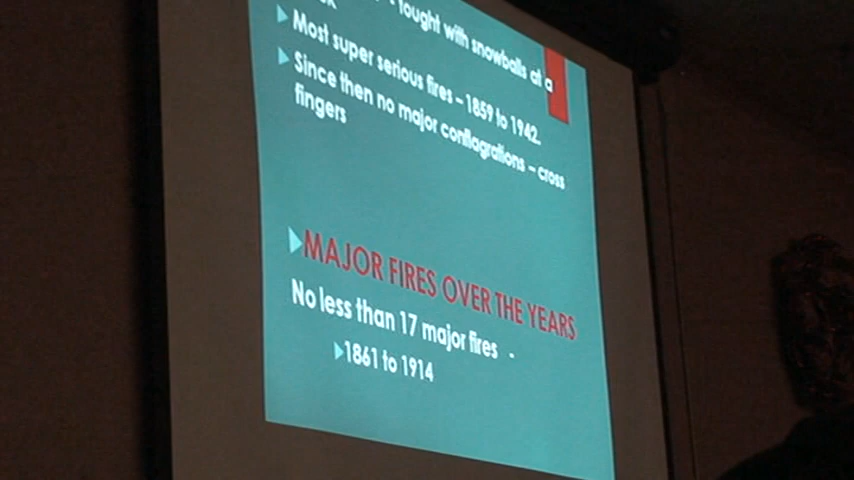 - fought with snowballs at a
Most super serious fires – 1859 to 1942.
Since then no major conflagrations – cross
fingers
MAJOR FIRES OVER THE YEARS
No less than 17 major fires -
1861 to 1914